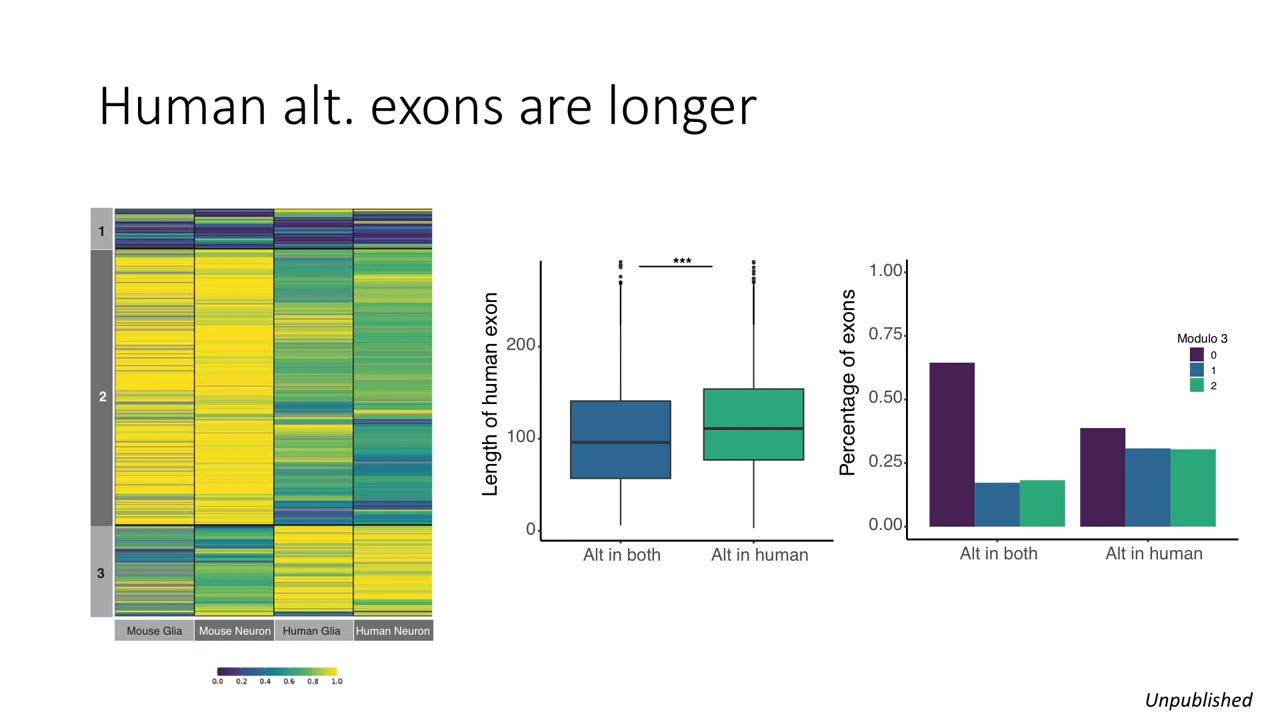 Human alt. exons are longer
1
2
3
Mouse Glia Mouse Neuron Human Glia Human Neuron
0.0 0.2 0.4 0.6 0.8 1.0
Length of human exon
200
100
0
***
Alt in both Alt in human
Percentage of exons
1.00
0.75
0.50
0.25
0.00
Alt in both Alt in human
Modulo 3
0
1
2
Unpublished